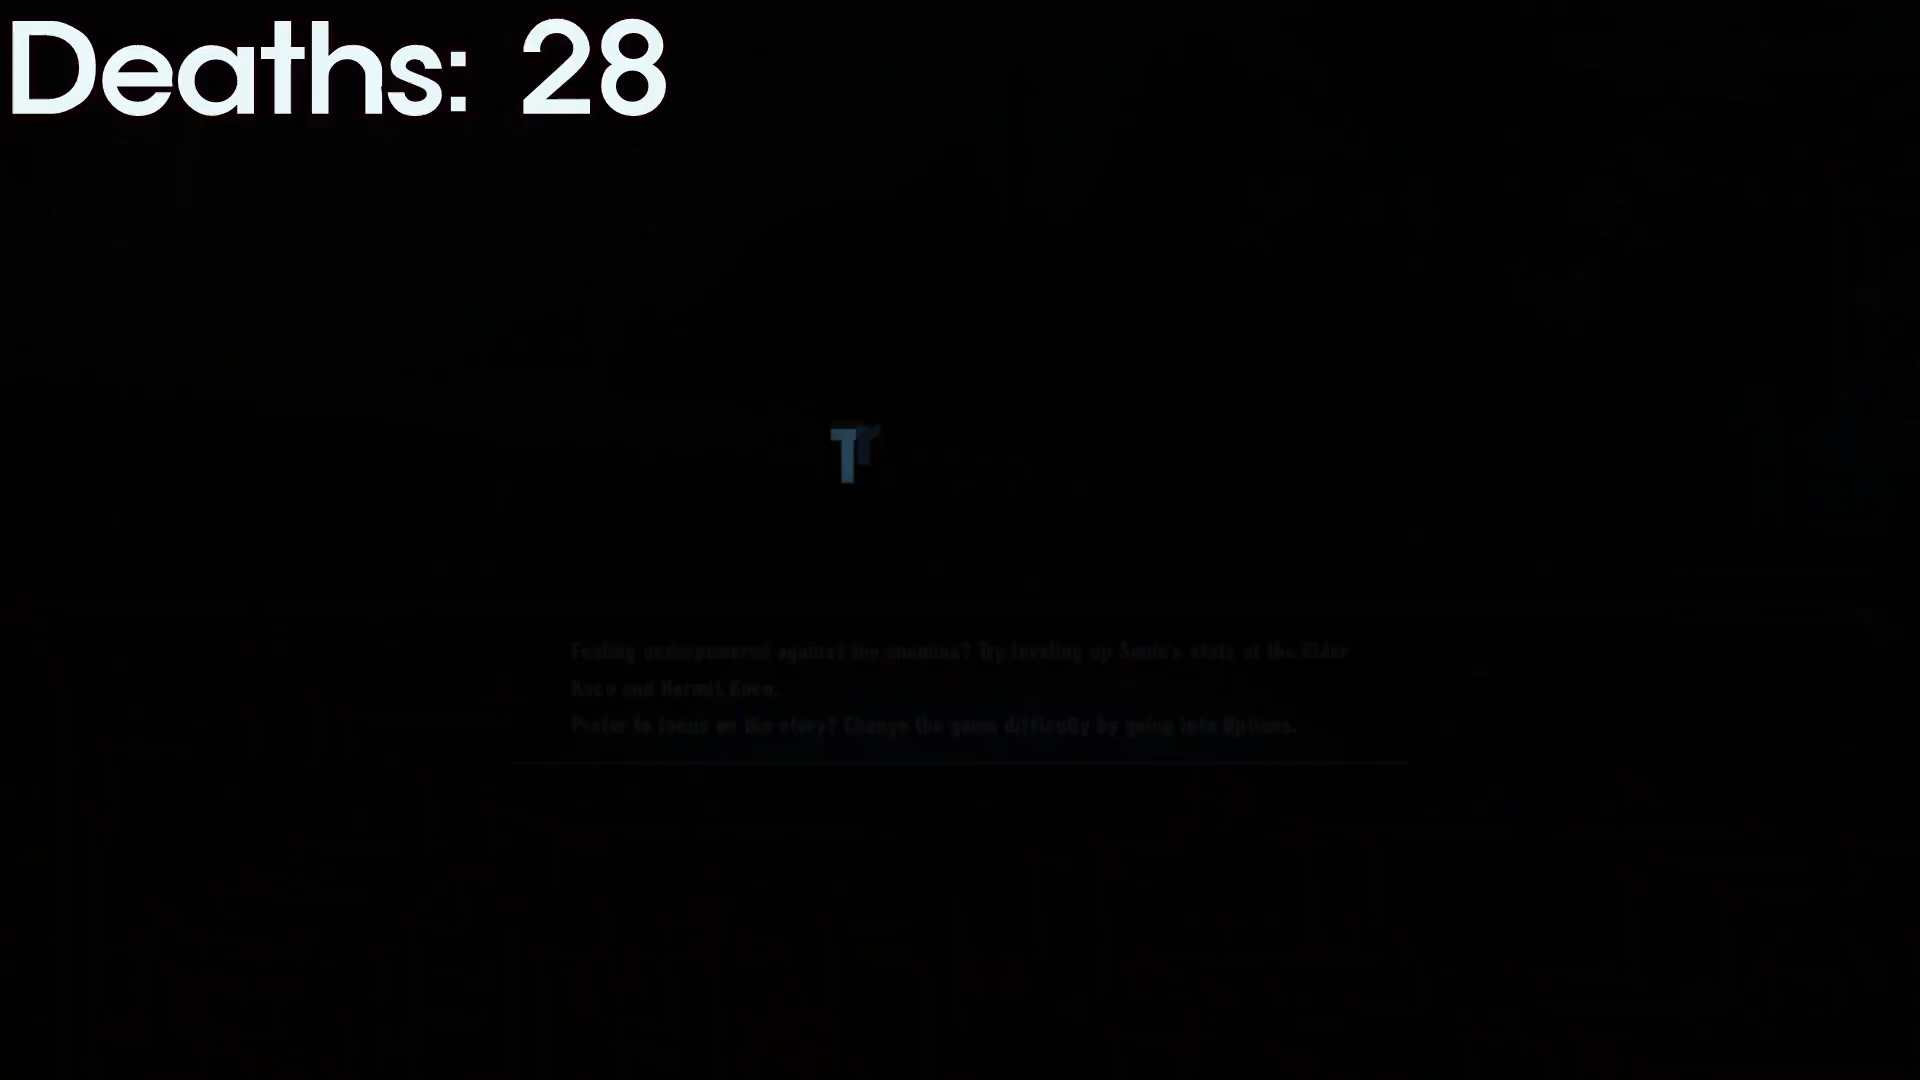 Deaths: 28
T
Feeling underpowered against the enemies? Try leveling up Sonic's stats at the Elder
Koco and Hermit Koco.
Prefer to focus on the story? Change the game difficulty by going into Options.